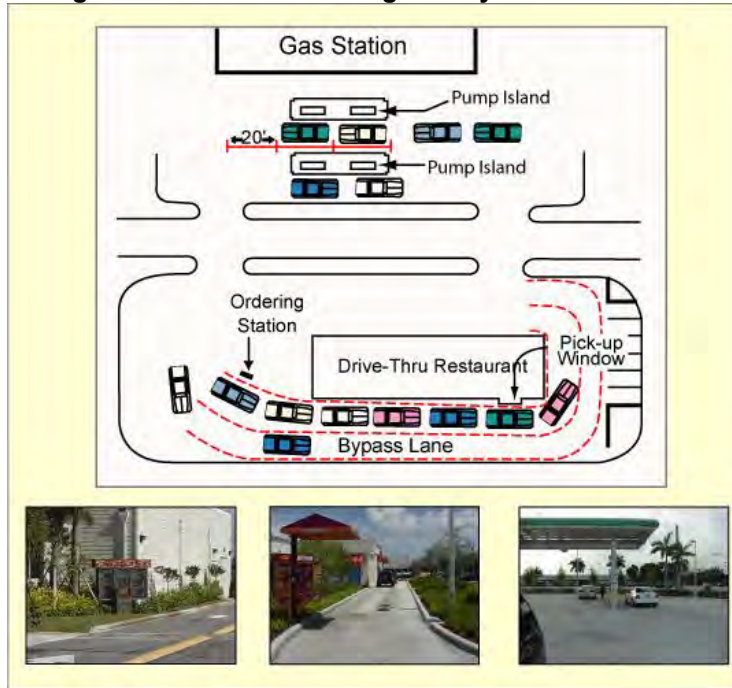 Gas Station
Pump Island
20'
Pump Island
Ordering
Station
Drive-Thru Restaurant
Pick-up
Window
Bypass Lane